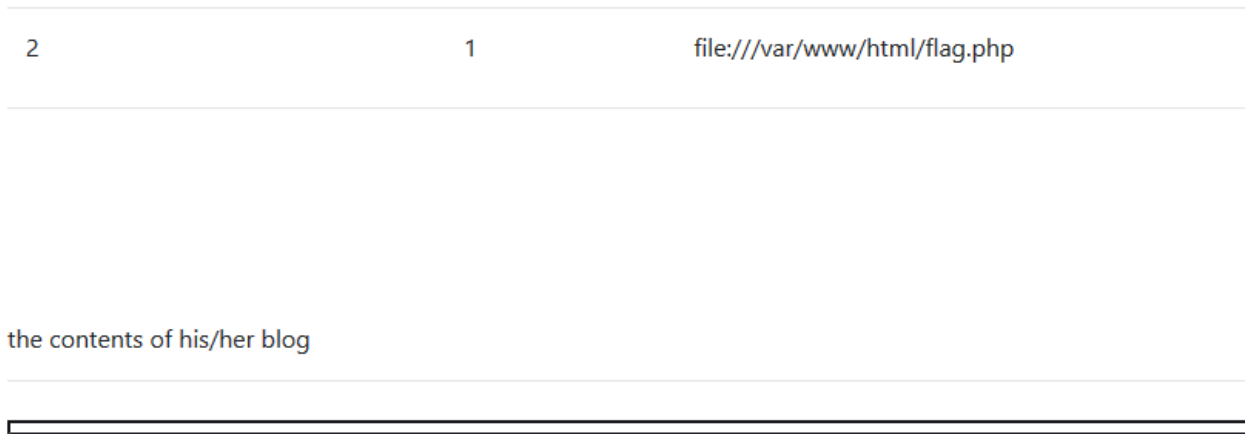 2 1 file:///var/www/html/flag.php
the contents of his/her blog